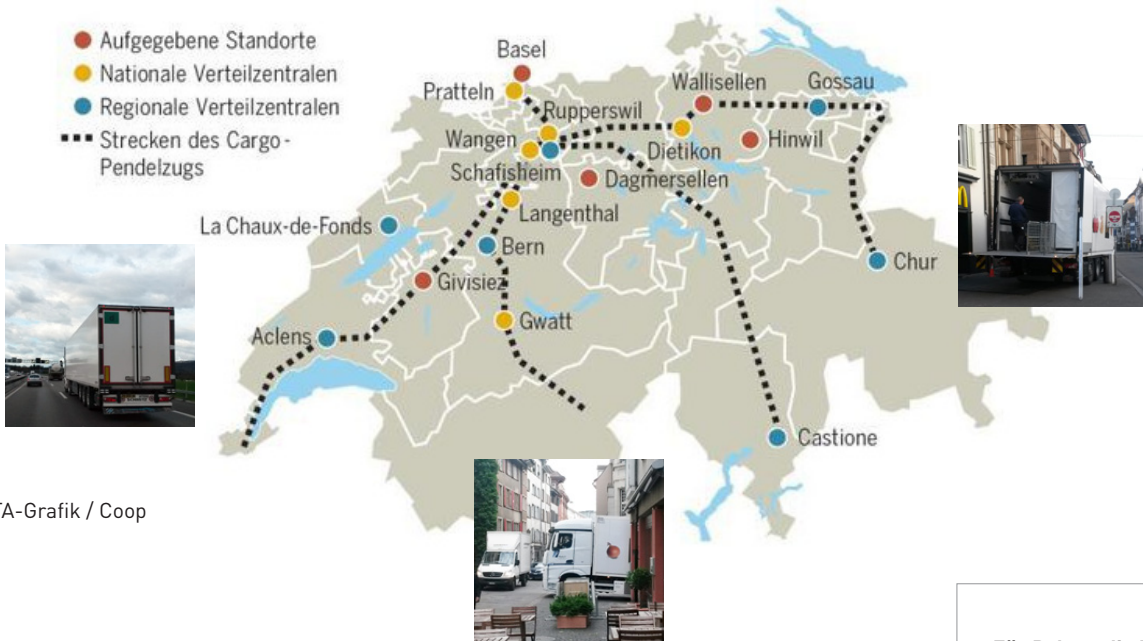 Aufgegebene Standorte
Nationale Verteilzentralen
Regionale Verteilzentralen
Strecken des Cargo-
Pendelzugs
Basel
Pratteln
Rupperswil
Wangen
Schafisheim
Wallisellen
Gossau
Dietikon
Hinwil
Dagmersellen
Langenthal
La Chaux-de-Fonds
Bern
Givisiez
Chur
Aclens
Gwatt
Castione
TA-Grafik / Coop